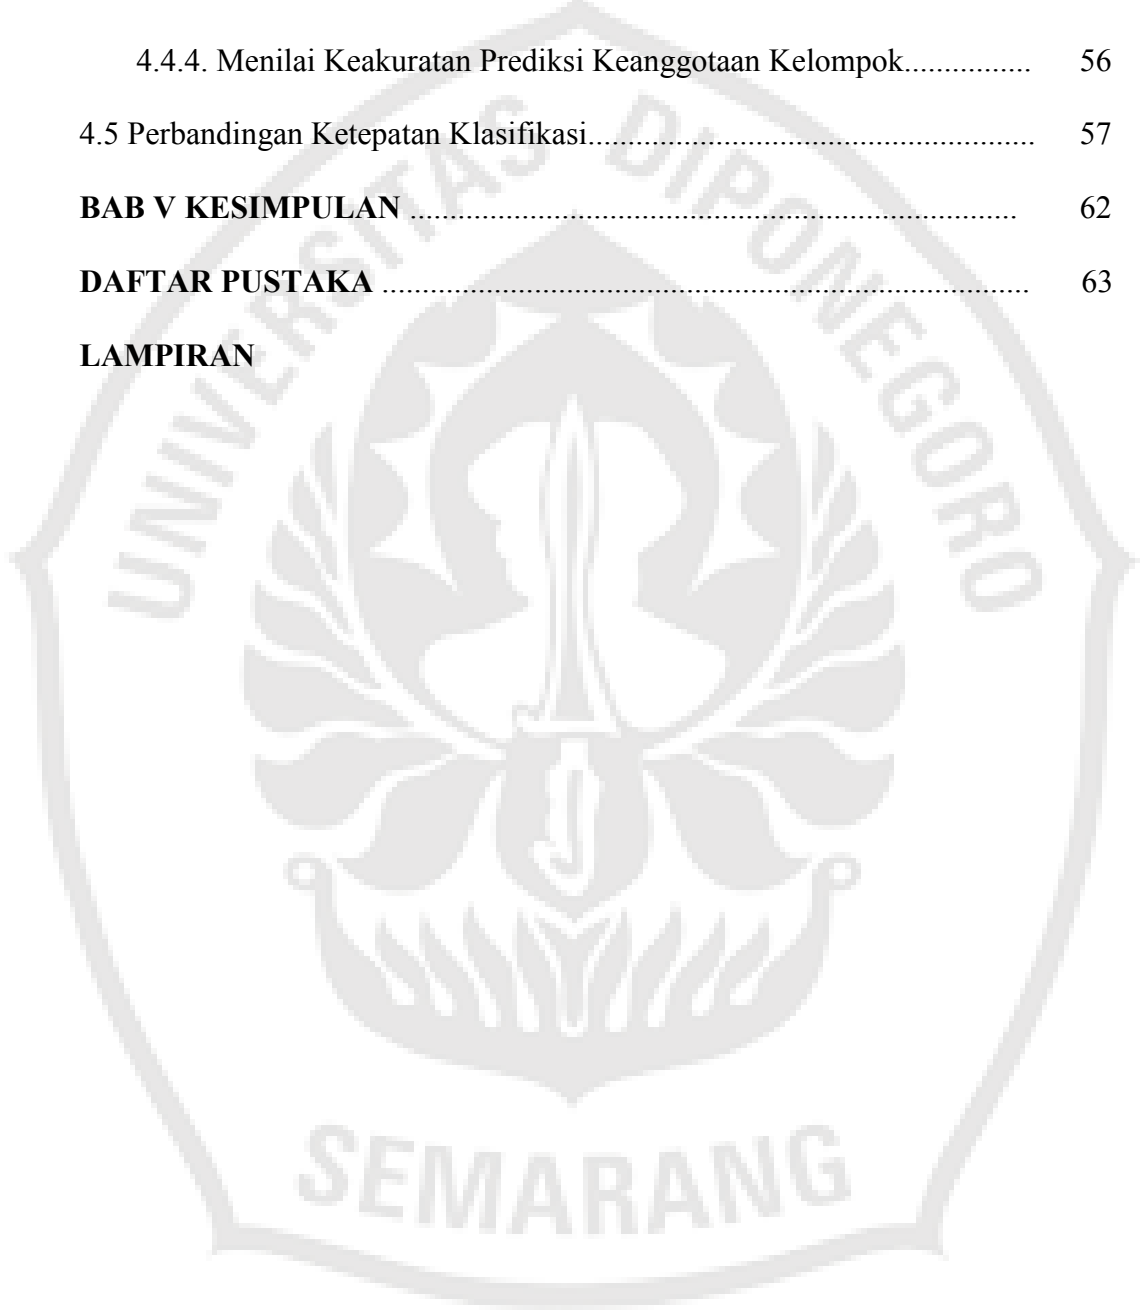 4.4.4. Menilai Keakuratan Prediksi Keanggotaan Kelompok................ 56
4.5 Perbandingan Ketepatan Klasifikasi........................................................ 57
BAB V KESIMPULAN ............................................................................ 62
DAFTAR PUSTAKA ................................................................................. 63
LAMPIRAN
UNIVERSITAS DIPONEGORO
SEMARANG